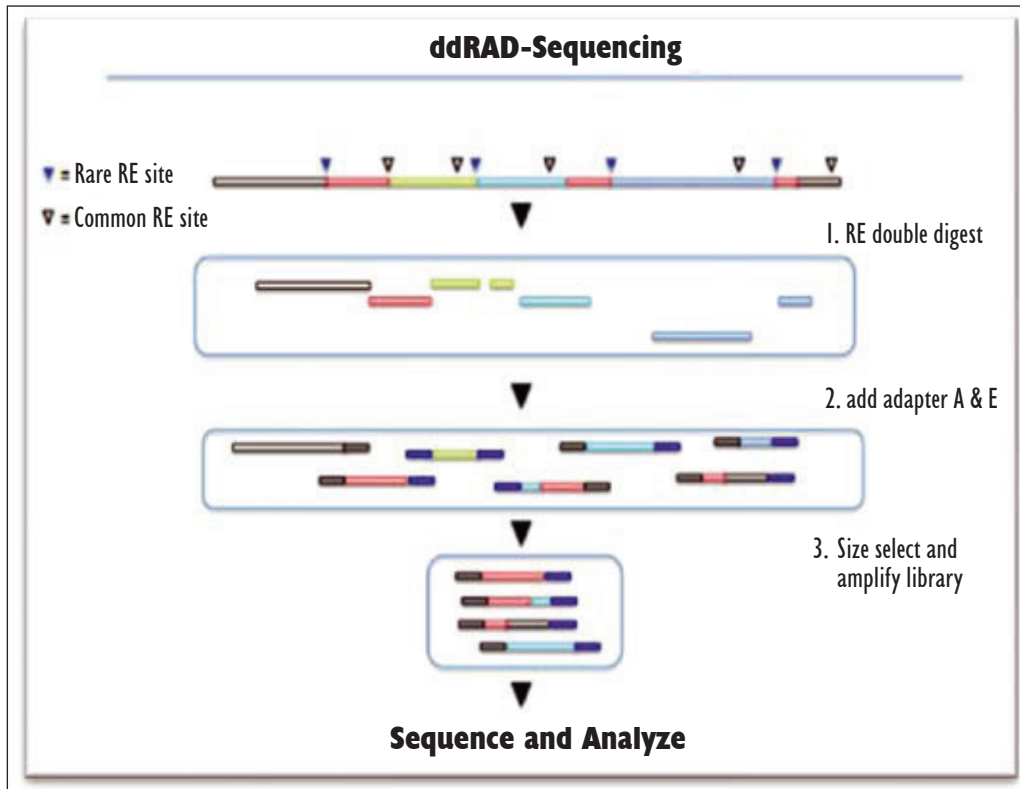 ddRAD-Sequencing
= Rare RE site
= Common RE site
1. RE double digest
2. add adapter A & E
3. Size select and
amplify library
Sequence and Analyze